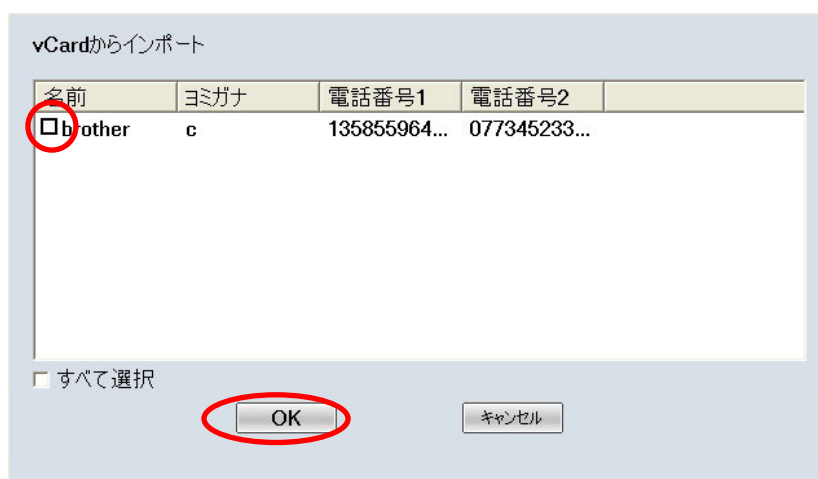 vCardからインポート
名前 ヨミガナ 電話番号1 電話番号2
brother c 135855964... 077345233...
すべて選択
OK キャンセル